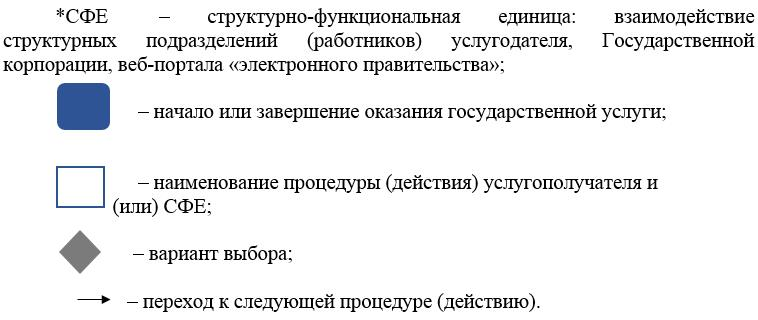 *СФЕ – структурно-функциональная единица: взаимодействие
структурных подразделений (работников) услугодателя, Государственной
корпорации, веб-портала «электронного правительства»;
– начало или завершение оказания государственной услуги;
– наименование процедуры (действия) услугополучателя и
(или) СФЕ;
– вариант выбора;
– переход к следующей процедуре (действию).